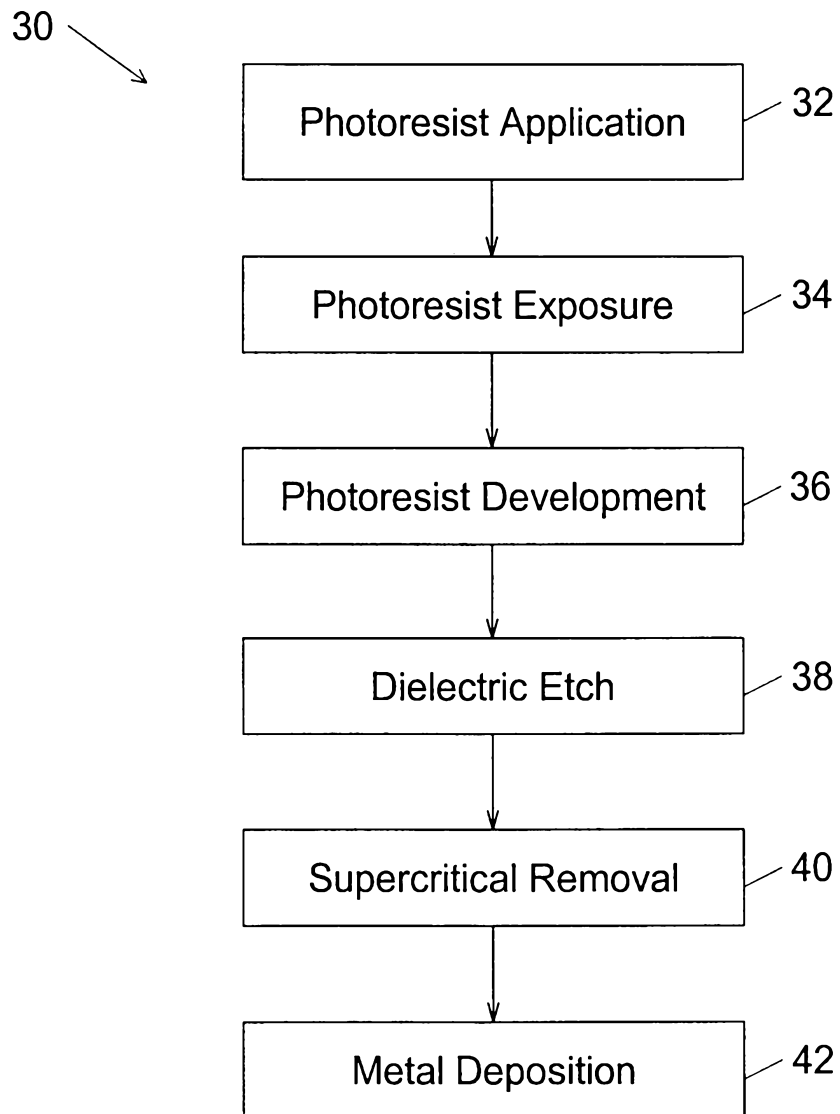 30
Photoresist Application
32
Photoresist Exposure
34
Photoresist Development
36
Dielectric Etch
38
Supercritical Removal
40
Metal Deposition
42